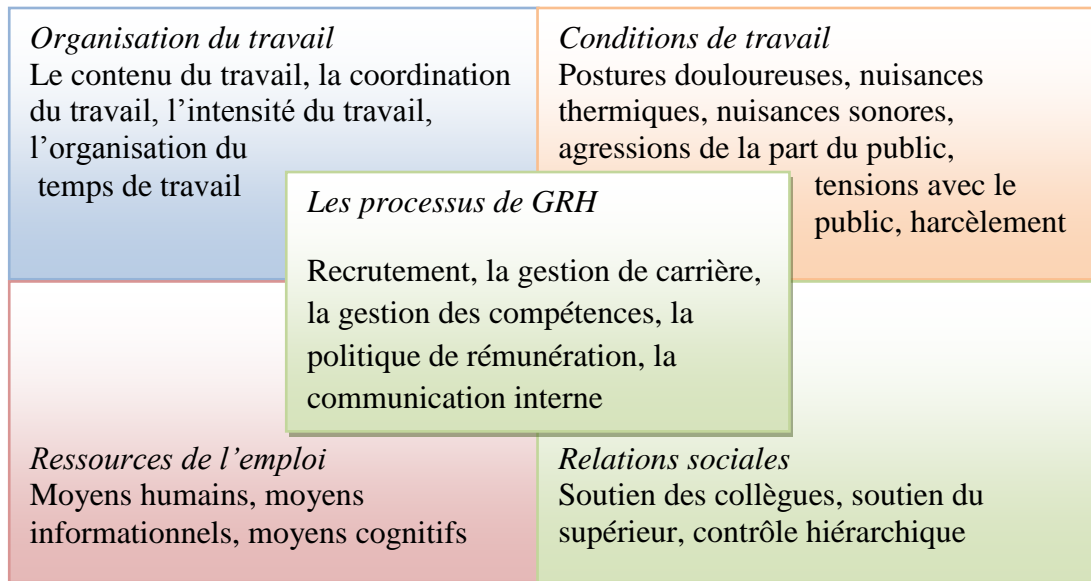 Organisation du travail
Le contenu du travail, la coordination
du travail, l’intensité du travail,
l’organisation du
temps de travail
Conditions de travail
Postures douloureuses, nuisances
thermiques, nuisances sonores,
agressions de la part du public,
tensions avec le
public, harcèlement
Les processus de GRH
Recrutement, la gestion de carrière,
la gestion des compétences, la
politique de rémunération, la
communication interne
Ressources de l’emploi
Moyens humains, moyens
informationnels, moyens cognitifs
Relations sociales
Soutien des collègues, soutien du
supérieur, contrôle hiérarchique